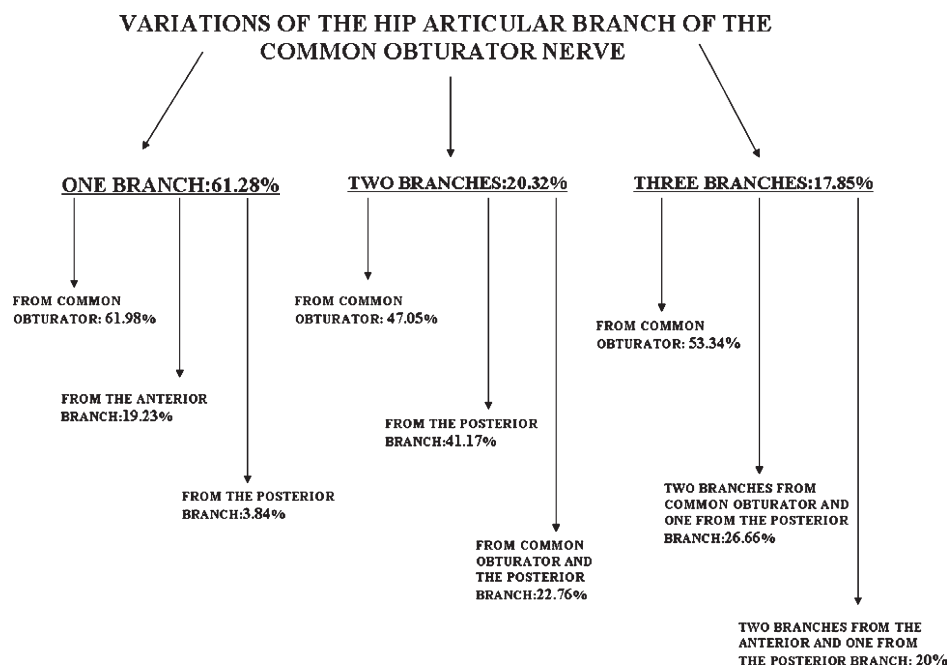 VARIATIONS OF THE HIP ARTICULAR BRANCH OF THE
COMMON OBTURATOR NERVE
ONE BRANCH:61.28%
FROM COMMON
OBTURATOR: 61.98%
FROM THE ANTERIOR
BRANCH:19.23%
FROM THE POSTERIOR
BRANCH:3.84%
TWO BRANCHES:20.32%
FROM COMMON
OBTURATOR: 47.05%
FROM THE POSTERIOR
BRANCH:41.17%
FROM COMMON
OBTURATOR AND
THE POSTERIOR
BRANCH:22.76%
THREE BRANCHES:17.85%
FROM COMMON
OBTURATOR: 53.34%
TWO BRANCHES FROM
COMMON OBTURATOR AND
ONE FROM THE POSTERIOR
BRANCH:26.66%
TWO BRANCHES FROM THE
ANTERIOR AND ONE FROM
THE POSTERIOR BRANCH: 20%